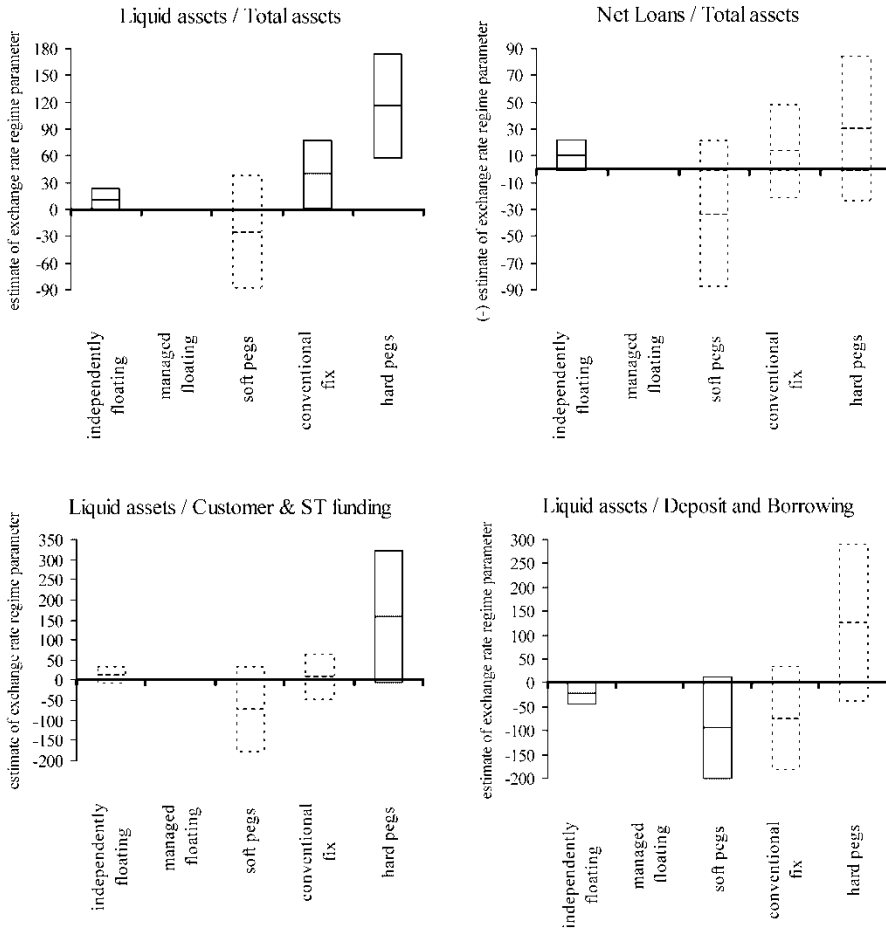 Liquid assets / Total assets
estimate of exchange rate regime parameter
180
150
120
90
60
30
0
-30
-60
-90
independently
floating
managed
floating
soft pegs
conventional
fix
hard pegs
Net Loans / Total assets
(-) estimate of exchange rate regime parameter
90
70
50
30
10
-10
-30
-50
-70
-90
independently
floating
managed
floating
soft pegs
conventional
fix
hard pegs
Liquid assets / Customer & ST funding
estimate of exchange rate regime parameter
350
300
250
200
150
100
50
0
-50
-100
-150
-200
independently
floating
managed
floating
soft pegs
conventional
fix
hard pegs
Liquid assets / Deposit and Borrowing
estimate of exchange rate regime parameter
300
250
200
150
100
50
0
-50
-100
-150
-200
independently
floating
managed
floating
soft pegs
conventional
fix
hard pegs